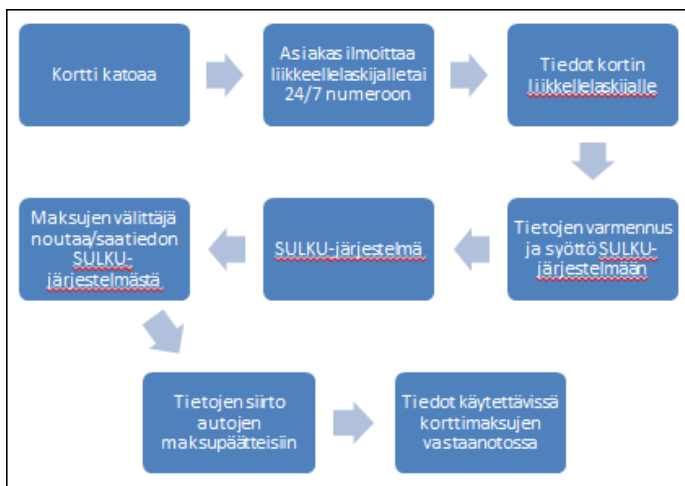 Kortti katoaa
Asiakas ilmoittaa
liikkeellelaskijalle tai
24/7 numeroon
Tiedot kortin
liikkellelaskijalle
Tietojen varmennus
ja syöttö SULKU-
järjestelmään
SULKU-järjestelmä
Maksujen välittäjä
noutaa/saa tiedon
SULKU-
järjestelmästä
Tietojen siirto
autojen
maksupäätteisiin
Tiedot käytettävissä
korttimaksujen
vastaanotossa